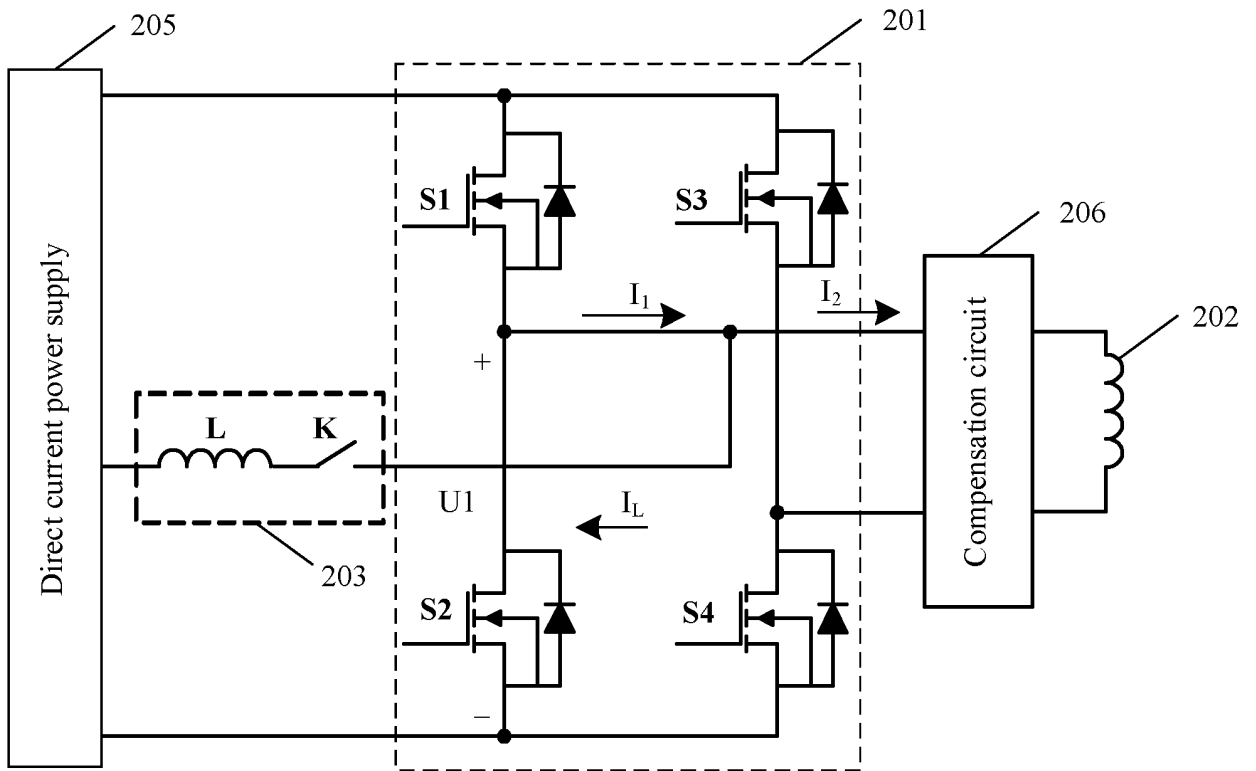 205
201
S1
S3
206
I1
I2
202
+
L
K
U1
IL
203
S2
S4
−
Direct current power supply
Compensation circuit